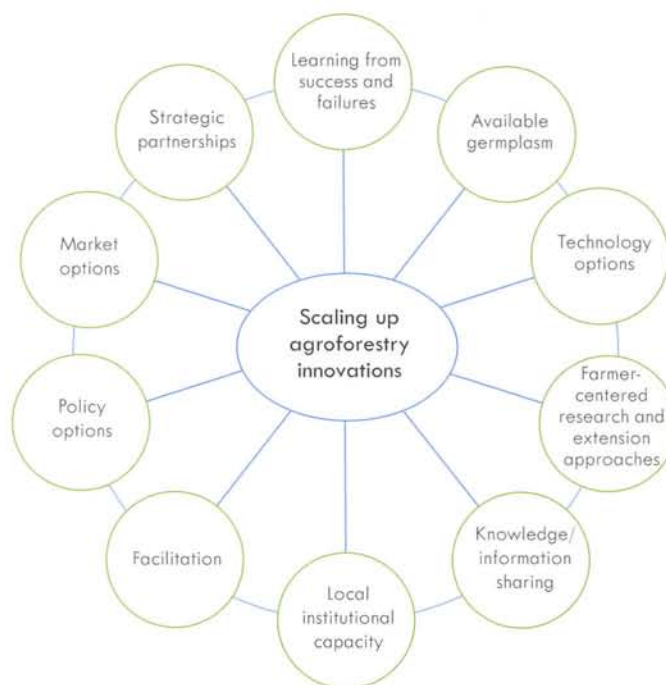 Learning from
success and
failures
Available
germplasm
Technology
options
Farmer-
centered
research and
extension
approaches
Knowledge/
information
sharing
Local
institutional
capacity
Facilitation
Policy
options
Market
options
Strategic
partnerships
Scaling up
agroforestry
innovations